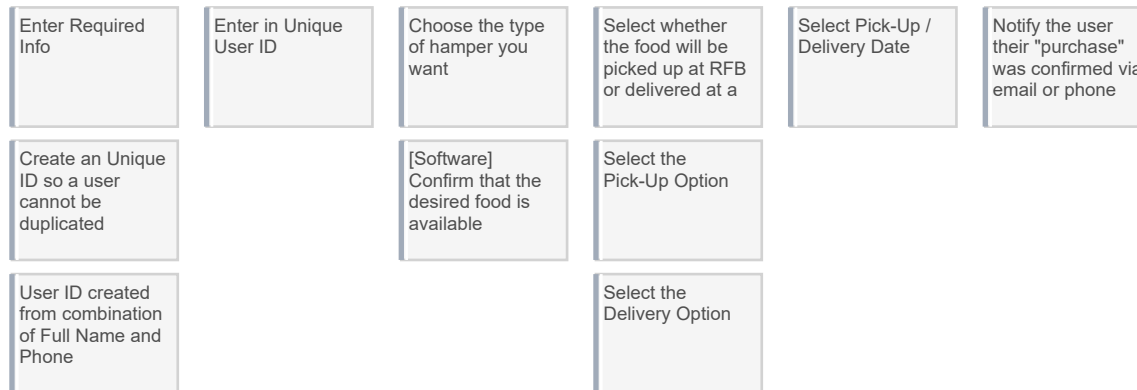 Enter Required
Info
Enter in Unique
User ID
Choose the type
of hamper you
want
Select whether
the food will be
picked up at RFB
or delivered at a
Select Pick-Up /
Delivery Date
Notify the user
their "purchase"
was confirmed via
email or phone
Create an Unique
ID so a user
cannot be
duplicated
[Software]
Confirm that the
desired food is
available
Select the
Pick-Up Option
User ID created
from combination
of Full Name and
Phone
Select the
Delivery Option